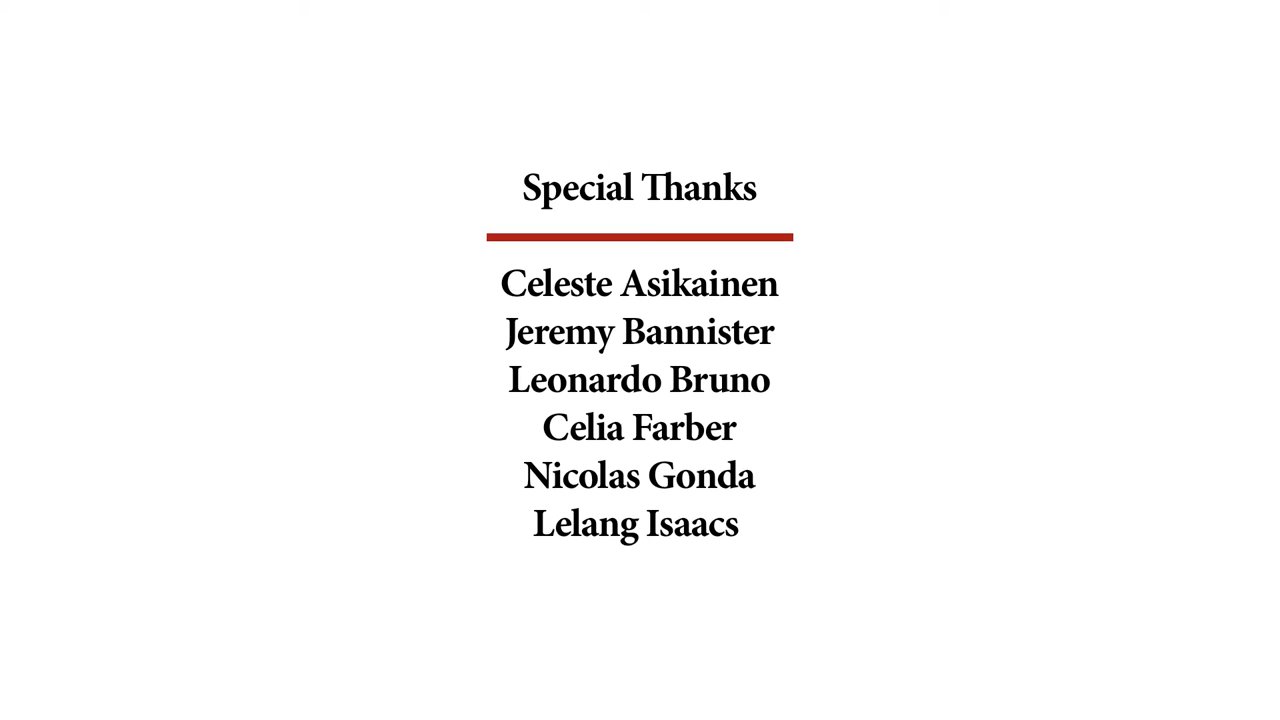 Special Thanks
Celeste Asikainen
Jeremy Bannister
Leonardo Bruno
Celia Farber
Nicolas Gonda
Lelang Isaacs